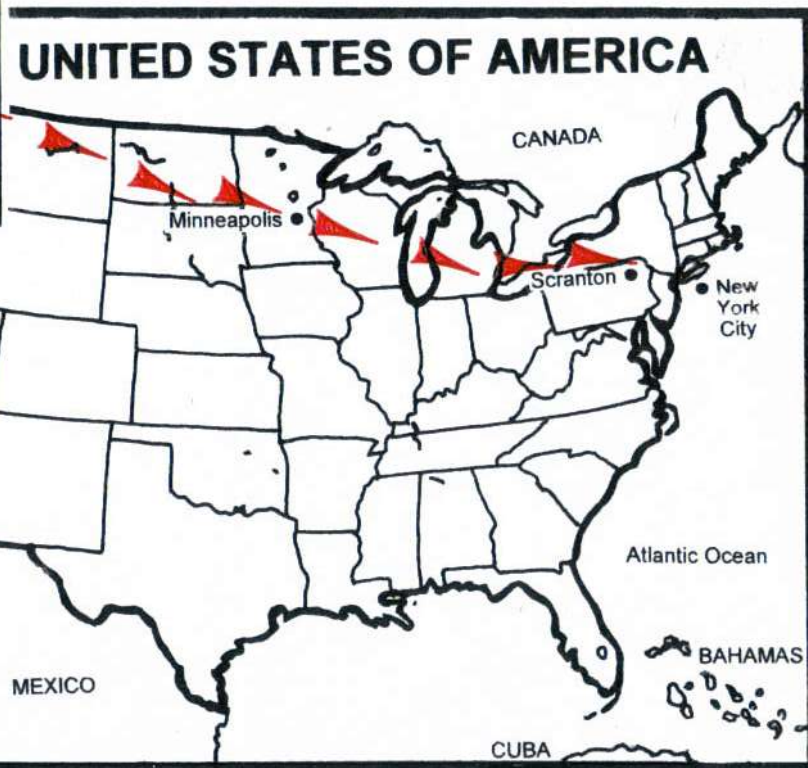 UNITED STATES OF AMERICA
CANADA
Minneapolis
Scranton
New
York
City
Atlantic Ocean
BAHAMAS
MEXICO
CUBA